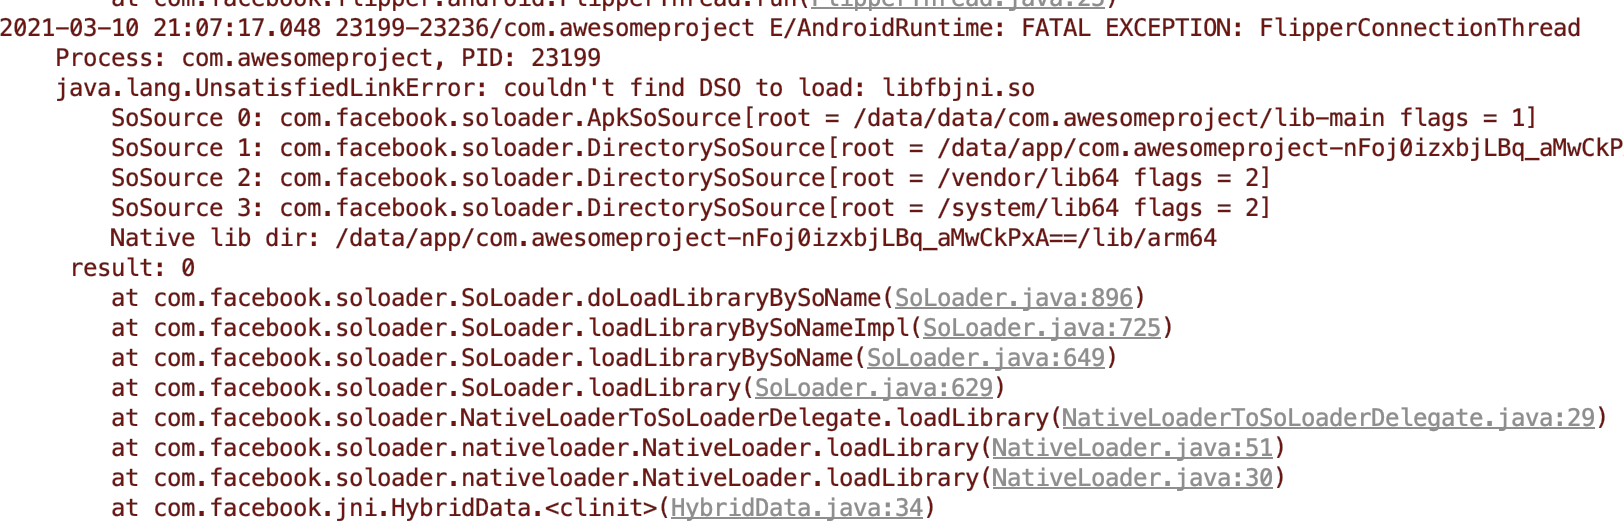 at com.facebook.flipper.android.FlipperThread.run(FlipperThread.java:25)
2021-03-10 21:07:17.048 23199-23236/com.awesomeproject E/AndroidRuntime: FATAL EXCEPTION: FlipperConnectionThread
Process: com.awesomeproject, PID: 23199
java.lang.UnsatisfiedLinkError: couldn't find DSO to load: libfbjni.so
SoSource 0: com.facebook.soloader.ApkSoSource[root = /data/data/com.awesomeproject/lib-main flags = 1]
SoSource 1: com.facebook.soloader.DirectorySoSource[root = /data/app/com.awesomeproject-nFoj0izxbjLBq_aMwCkP
SoSource 2: com.facebook.soloader.DirectorySoSource[root = /vendor/lib64 flags = 2]
SoSource 3: com.facebook.soloader.DirectorySoSource[root = /system/lib64 flags = 2]
Native lib dir: /data/app/com.awesomeproject-nFoj0izxbjLBq_aMwCkPxA==/lib/arm64
result: 0
at com.facebook.soloader.SoLoader.doLoadLibraryBySoName(SoLoader.java:896)
at com.facebook.soloader.SoLoader.loadLibraryBySoNameImpl(SoLoader.java:725)
at com.facebook.soloader.SoLoader.loadLibraryBySoName(SoLoader.java:649)
at com.facebook.soloader.SoLoader.loadLibrary(SoLoader.java:629)
at com.facebook.soloader.NativeLoaderToSoLoaderDelegate.loadLibrary(NativeLoaderToSoLoaderDelegate.java:29)
at com.facebook.soloader.nativeloader.NativeLoader.loadLibrary(NativeLoader.java:51)
at com.facebook.soloader.nativeloader.NativeLoader.loadLibrary(NativeLoader.java:30)
at com.facebook.jni.HybridData.<clinit>(HybridData.java:34)